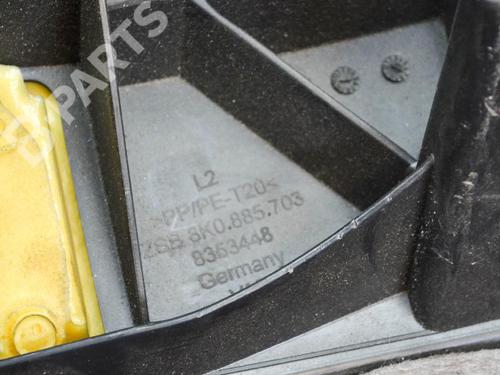 B-PARTS
L2
>PP/PE-T20<
ZSB 8K0.885.703
8353448
Germany